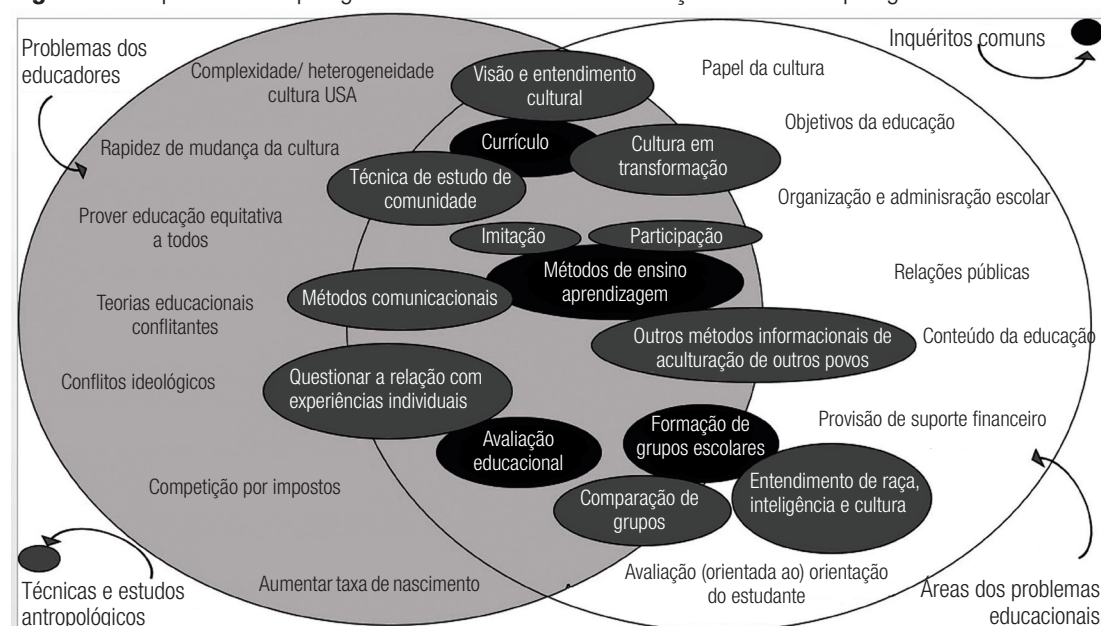 Problemas dos
educadores
Complexidade/ heterogeneidade
cultura USA
Rapidez de mudança da cultura
Prover educação equitativa
a todos
Teorias educacionais
conflitantes
Conflitos ideológicos
Competição por impostos
Aumentar taxa de nascimento
Técnicas e estudos
antropológicos
Visão e entendimento
cultural
Currículo
Cultura em
transformação
Técnica de estudo de
comunidade
Imitação
Participação
Métodos de ensino
aprendizagem
Métodos comunicacionais
Outros métodos informacionais de
aculturação de outros povos
Questionar a relação com
experiências individuais
Avaliação
educacional
Formação de
grupos escolares
Comparação de
grupos
Entendimento de raça,
inteligência e cultura
Inquéritos comuns
Papel da cultura
Objetivos da educação
Organização e adminisração escolar
Relações públicas
Conteúdo da educação
Provisão de suporte financeiro
Avaliação (orientada ao) orientação
do estudante
Áreas dos problemas
educacionais